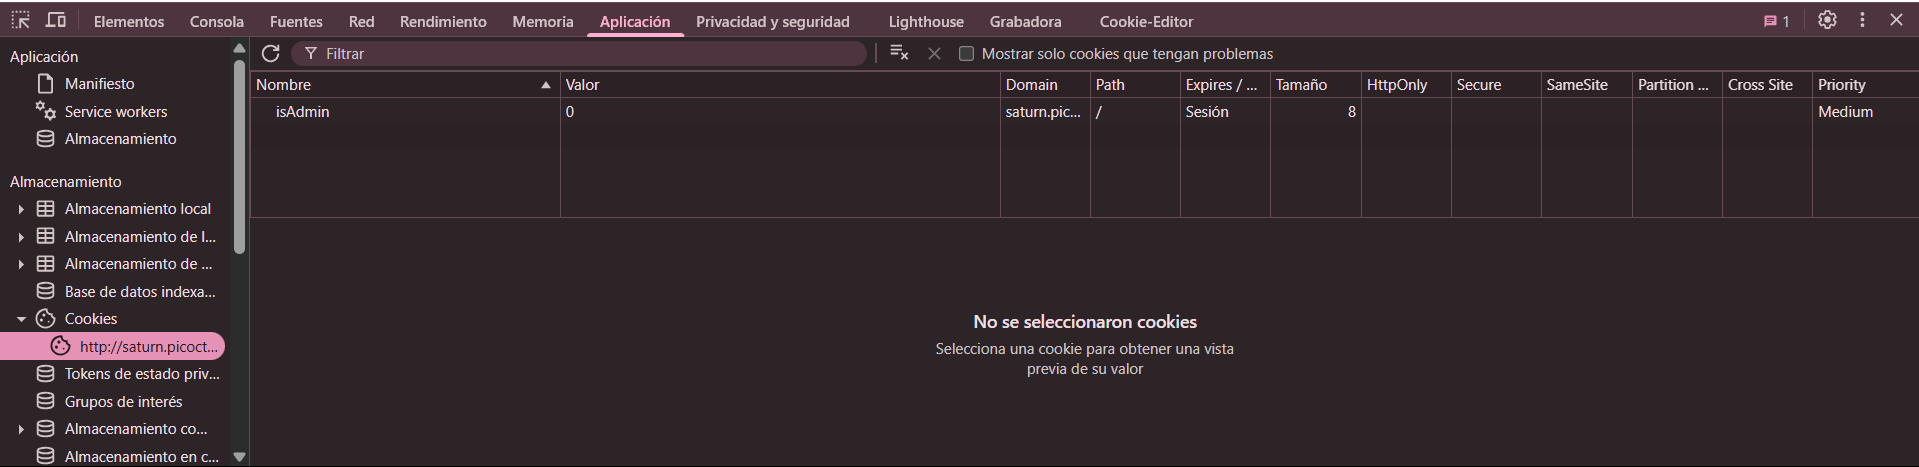 Elementos Consola Fuentes Red Rendimiento Memoria Aplicación Privacidad y seguridad Lighthouse Grabadora Cookie-Editor 1
Aplicación
Manifiesto
Service workers
Almacenamiento
Almacenamiento
Almacenamiento local
Almacenamiento de l...
Almacenamiento de ...
Base de datos indexa...
Cookies
http://saturn.picoct...
Tokens de estado priv...
Grupos de interés
Almacenamiento co...
Almacenamiento en c...
Filtrar Mostrar solo cookies que tengan problemas
Nombre Valor Domain Path Expires / ... Tamaño HttpOnly Secure SameSite Partition ... Cross Site Priority
isAdmin 0 saturn.pic... / Sesión 8 Medium
No se seleccionaron cookies
Selecciona una cookie para obtener una vista
previa de su valor